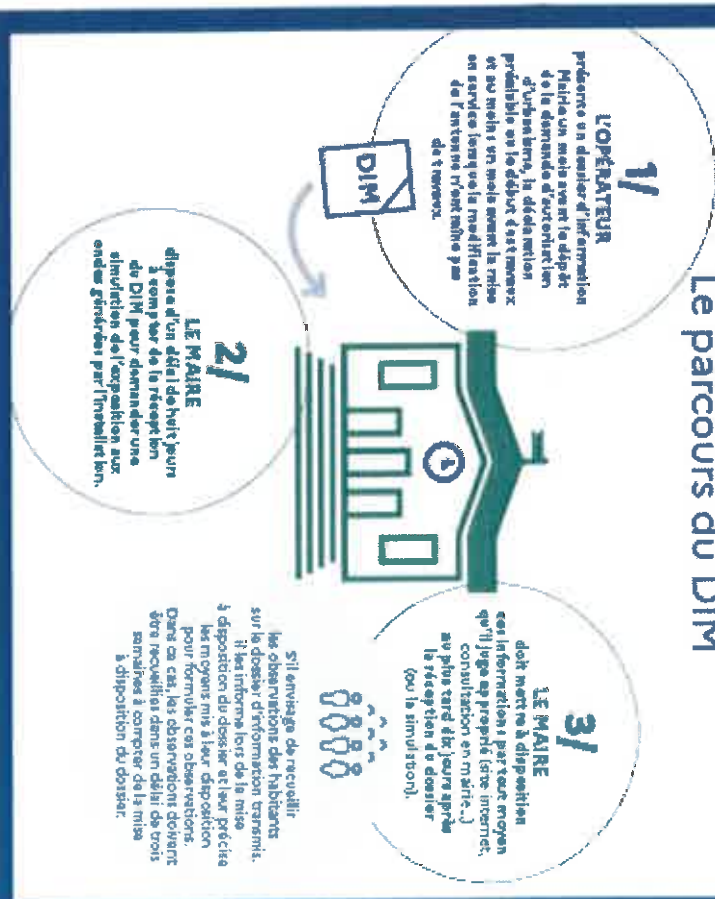 Le parcours du DIM
1/
L'OPÉRATEUR
présente un dossier d'information
Mairie un mois avant le dépôt
de la demande d'autorisation
d'urbanisme, la déclaration
préalable ou le début des travaux
et au moins un mois avant la mise
en service lorsque la modification
de l'antenne n'entraîne pas
de travaux.
DIM
2/
LE MAIRE
dispose d'un délai de huit jours
à compter de la réception
du DIM pour demander une
simulation de l'exposition aux
ondes générées par l'installation.
3/
LE MAIRE
doit mettre à disposition
ces informations par tout moyen
qu'il juge approprié (site internet,
consultation en mairie...)
au plus tard dix jours après
la réception du dossier
(ou la simulation).
S'il envisage de recueillir
les observations des habitants
sur le dossier d'information transmis,
il les informe lors de la mise
à disposition du dossier et leur précise
les moyens mis à leur disposition
pour formuler ces observations.
Dans ce cas, les observations doivent
être recueillies dans un délai de trois
semaines à compter de la mise
à disposition du dossier.